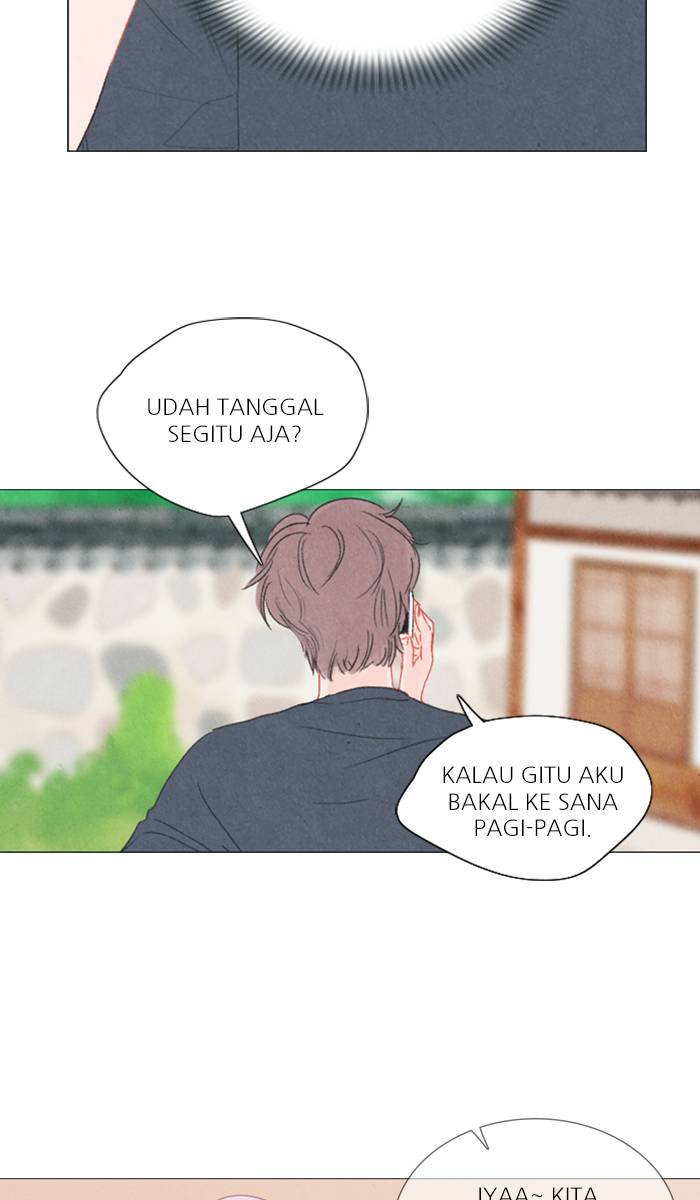 UDAH TANGGAL
SEGITU AJA?
KALAU GITU AKU
BAKAL KE SANA
PAGI-PAGI.
IYAA~ KITA